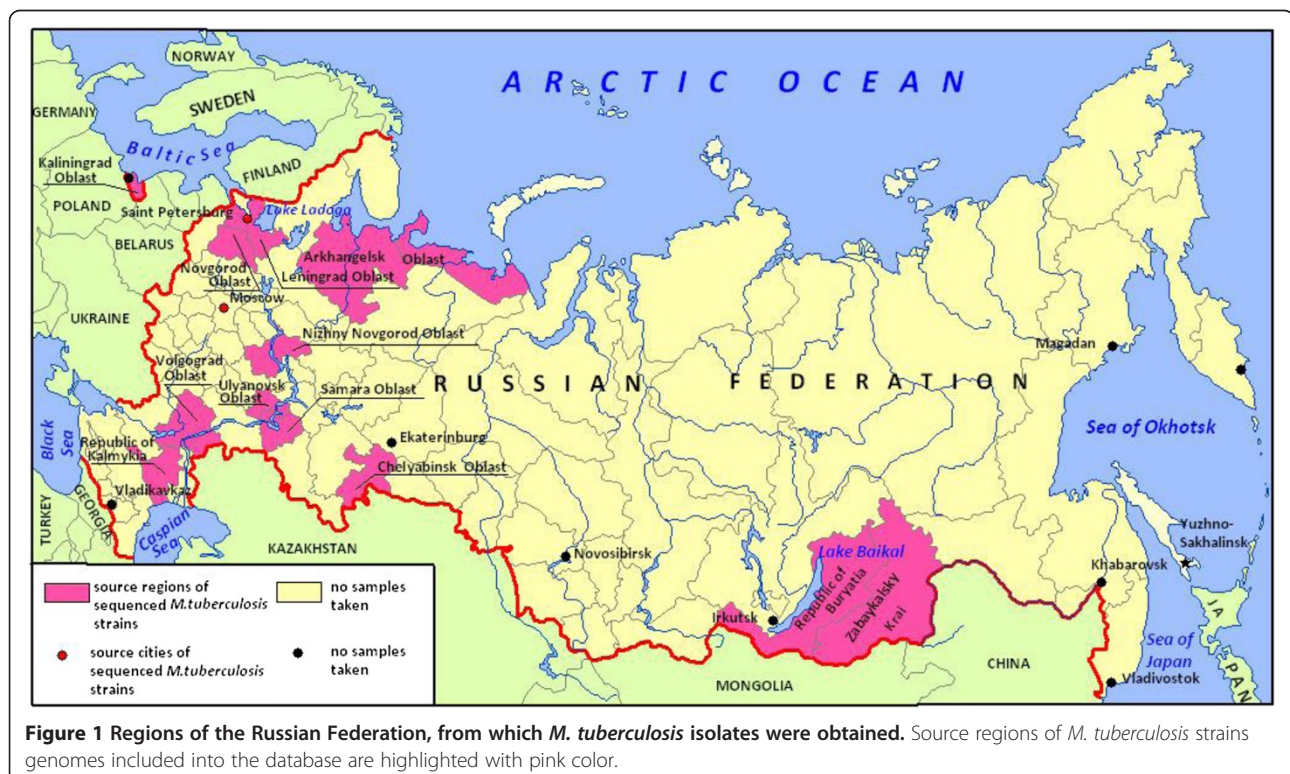 ARCTIC OCEAN
NORWAY
SWEDEN
GERMANY
Baltic Sea
FINLAND
Kaliningrad
Oblast
POLAND
Saint Petersburg
Lake Ladoga
BELARUS
Arkhangelsk Oblast
Novgorod
Oblast
Leningrad Oblast
Moscow
UKRAINE
Nizhny Novgorod Oblast
Volgograd
Oblast
Ulyanovsk
Oblast
Samara Oblast
RUSSIAN FEDERATION
Magadan
Sea of Okhotsk
Black
Sea
Republic of
Kalmykia
Ekaterinburg
Chelyabinsk Oblast
Vladikavkaz
GEORGIA
TURKEY
Caspian
Sea
KAZAKHSTAN
Novosibirsk
Lake Baikal
Irkutsk
Republic of
Buryatia
Zabaykalsky
Krai
Yuzhno-
Sakhalinsk
Khabarovsk
JA
PAN
Sea of
Japan
Vladivostok
CHINA
MONGOLIA
source regions of
sequenced M.tuberculosis
strains
no samples
taken
source cities of
sequenced M.tuberculosis
strains
no samples
taken
Figure 1 Regions of the Russian Federation, from which M. tuberculosis isolates were obtained. Source regions of M. tuberculosis strains
genomes included into the database are highlighted with pink color.